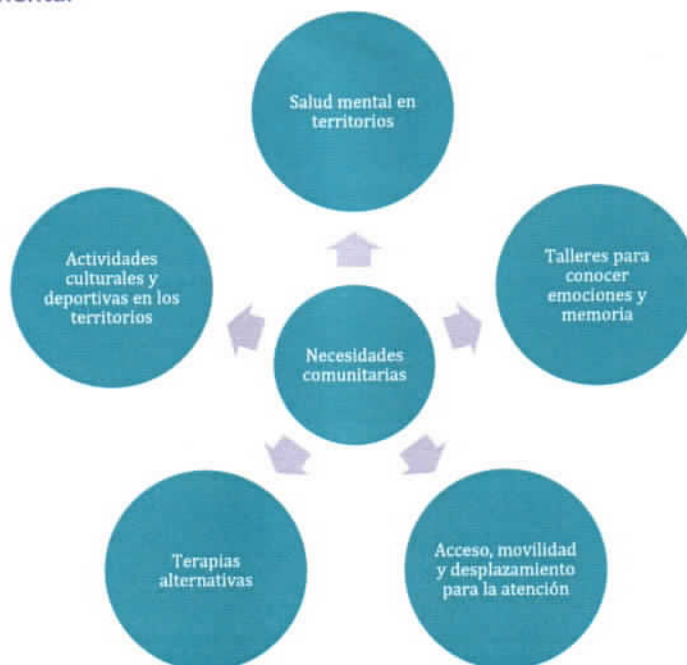 Salud mental en
territorios
Talleres para
conocer
emociones y
memoria
Acceso, movilidad
y desplazamiento
para la atención
Terapias
alternativas
Actividades
culturales y
deportivas en los
territorios
Necesidades
comunitarias